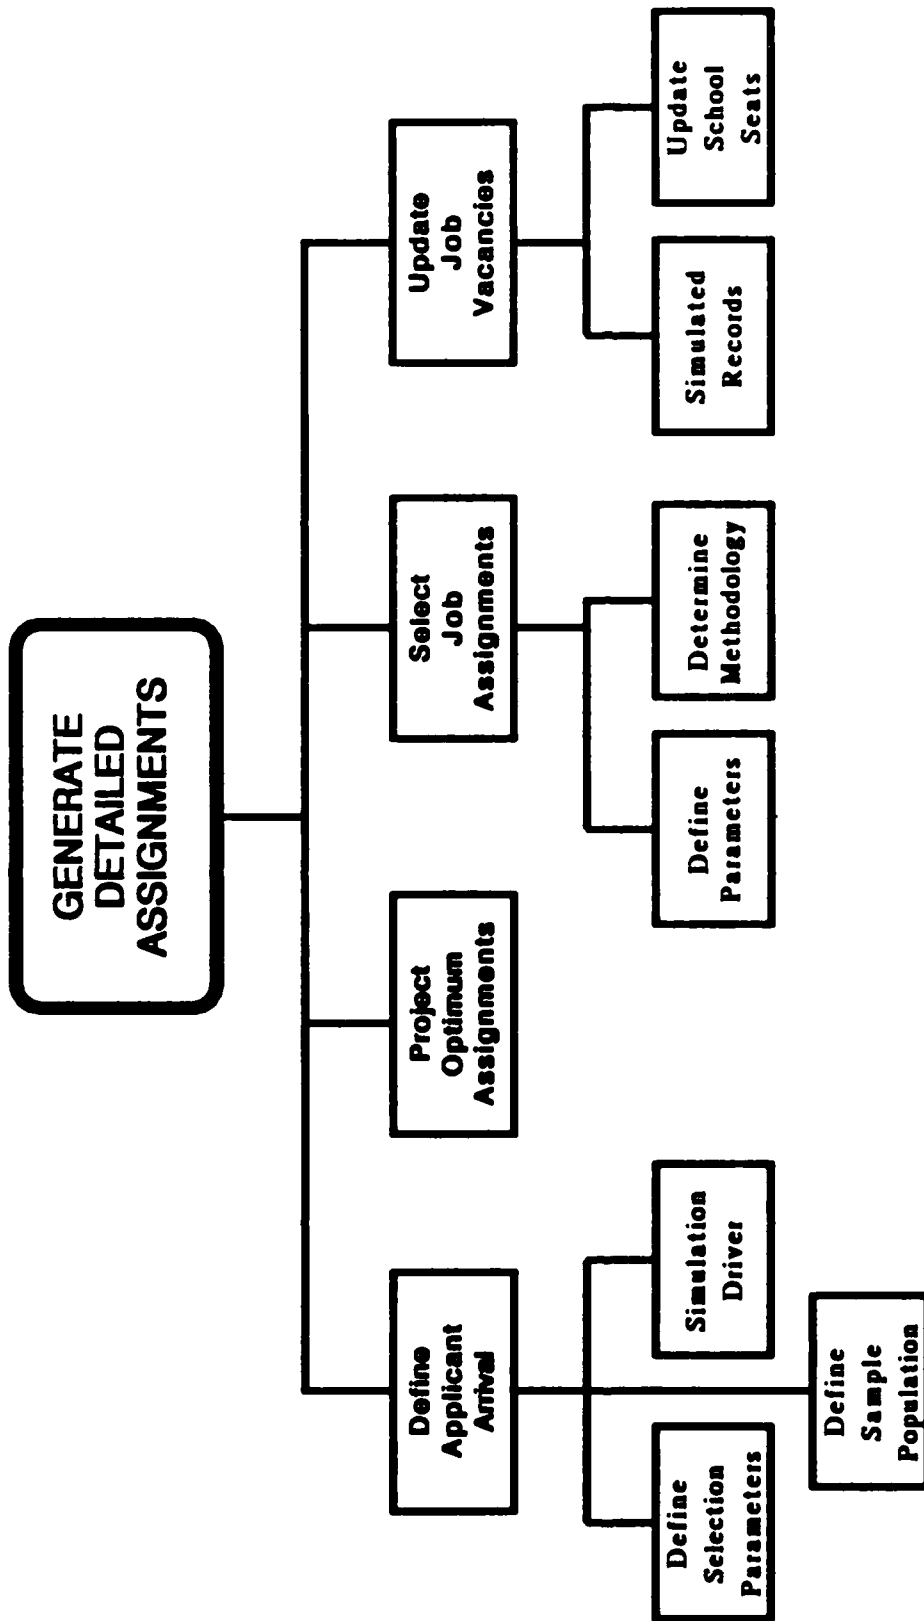 GENERATE
DETAILED
ASSIGNMENTS
Define
Applicant
Arrival
Project
Optimum
Assignments
Select
Job
Assignments
Update
Job
Vacancies
Define
Selection
Parameters
Simulation
Driver
Define
Parameters
Determine
Methodology
Simulated
Records
Update
School
Seats
Define
Sample
Population